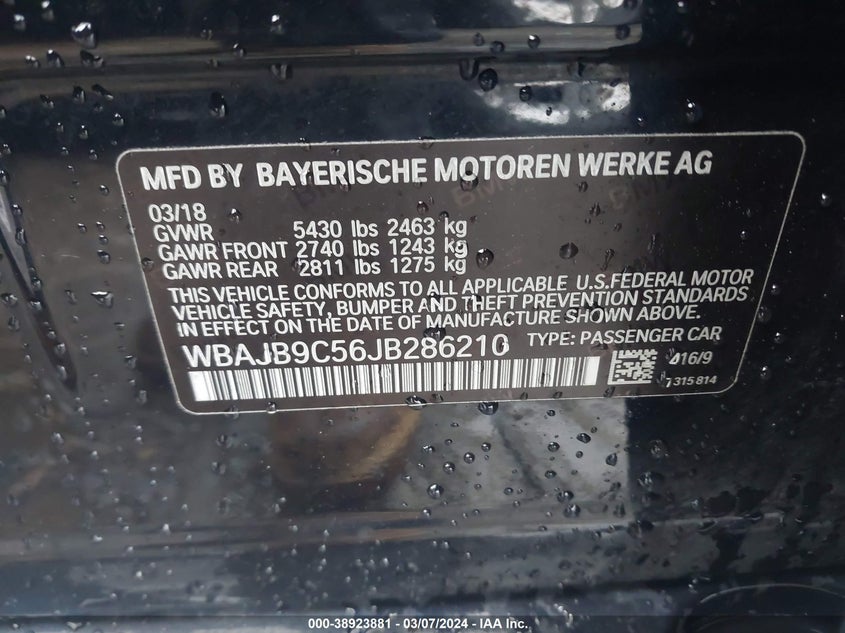 MFD BY BAYERISCHE MOTOREN WERKE AG
03/18
GVWR 5430 lbs 2463 kg
GAWR FRONT 2740 lbs 1243 kg
GAWR REAR 2811 lbs 1275 kg
THIS VEHICLE CONFORMS TO ALL APPLICABLE U.S.FEDERAL MOTOR
VEHICLE SAFETY, BUMPER AND THEFT PREVENTION STANDARDS
IN EFFECT ON THE DATE OF MANUFACTURE SHOWN ABOVE.
WBAJB9C56JB286210 TYPE: PASSENGER CAR
416/9
7315814
000-38923881 - 03/07/2024 - IAA Inc.